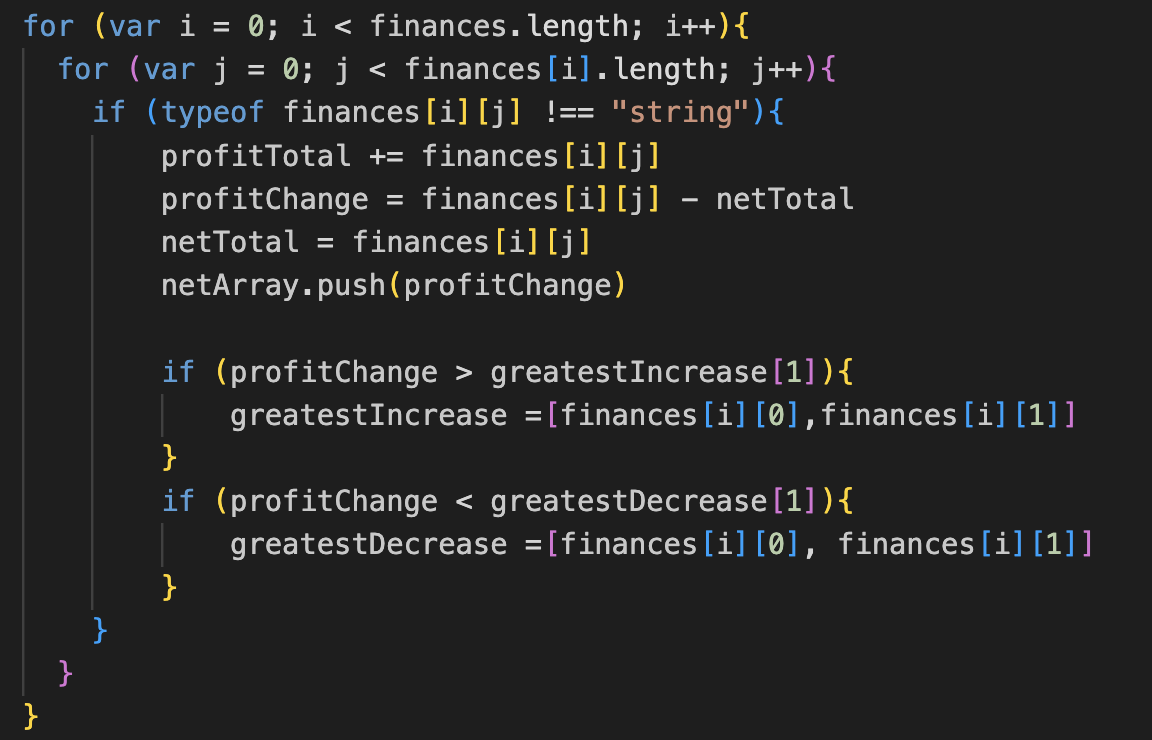 for (var i = 0; i < finances.length; i++){
  for (var j = 0; j < finances[i].length; j++){
    if (typeof finances[i][j] !== "string"){
        profitTotal += finances[i][j]
        profitChange = finances[i][j] - netTotal
        netTotal = finances[i][j]
        netArray.push(profitChange)

        if (profitChange > greatestIncrease[1]){
            greatestIncrease =[finances[i][0],finances[i][1]]
        }
        if (profitChange < greatestDecrease[1]){
            greatestDecrease =[finances[i][0], finances[i][1]]
        }
    }
  }
}